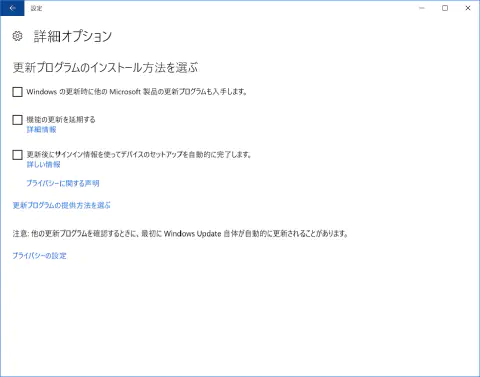 設定
詳細オプション
更新プログラムのインストール方法を選ぶ
Windows の更新時に他の Microsoft 製品の更新プログラムも入手します。
機能の更新を延期する
詳細情報
更新後にサインイン情報を使ってデバイスのセットアップを自動的に完了します。
詳しい情報
プライバシーに関する声明
更新プログラムの提供方法を選ぶ
注意: 他の更新プログラムを確認するときに、最初に Windows Update 自体が自動的に更新されることがあります。
プライバシーの設定